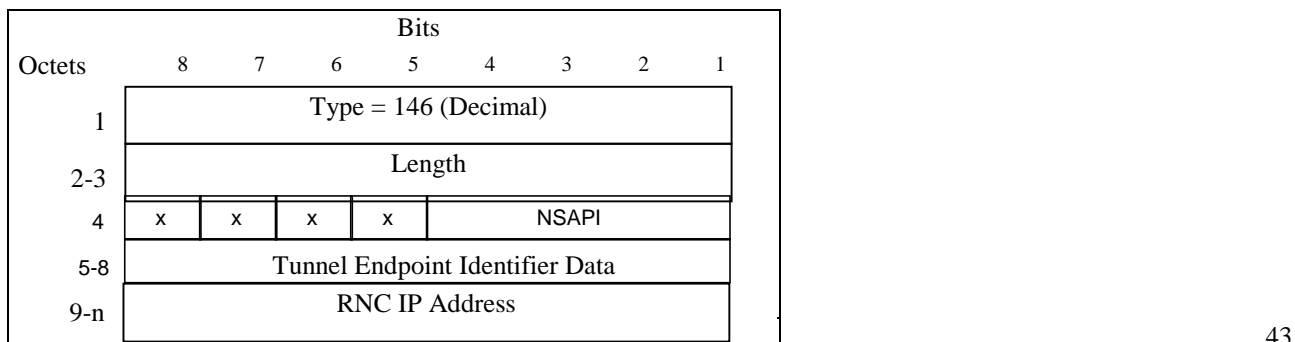 Bits
Octets 8 7 6 5 4 3 2 1
1 Type = 146 (Decimal)
2-3 Length
4 x x x x NSAPI
5-8 Tunnel Endpoint Identifier Data
9-n RNC IP Address
43